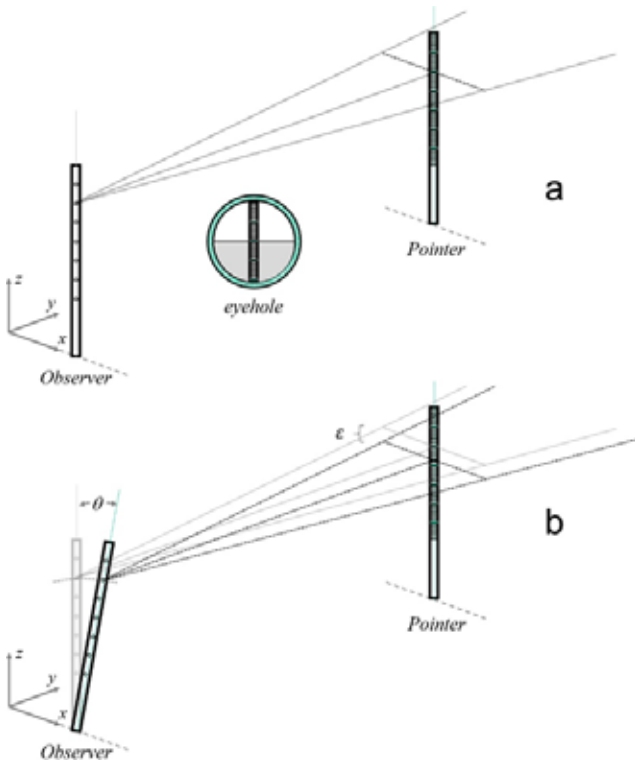 a
Pointer
eyehole
z
y
x
Observer
ε
θ
b
Pointer
z
y
x
Observer